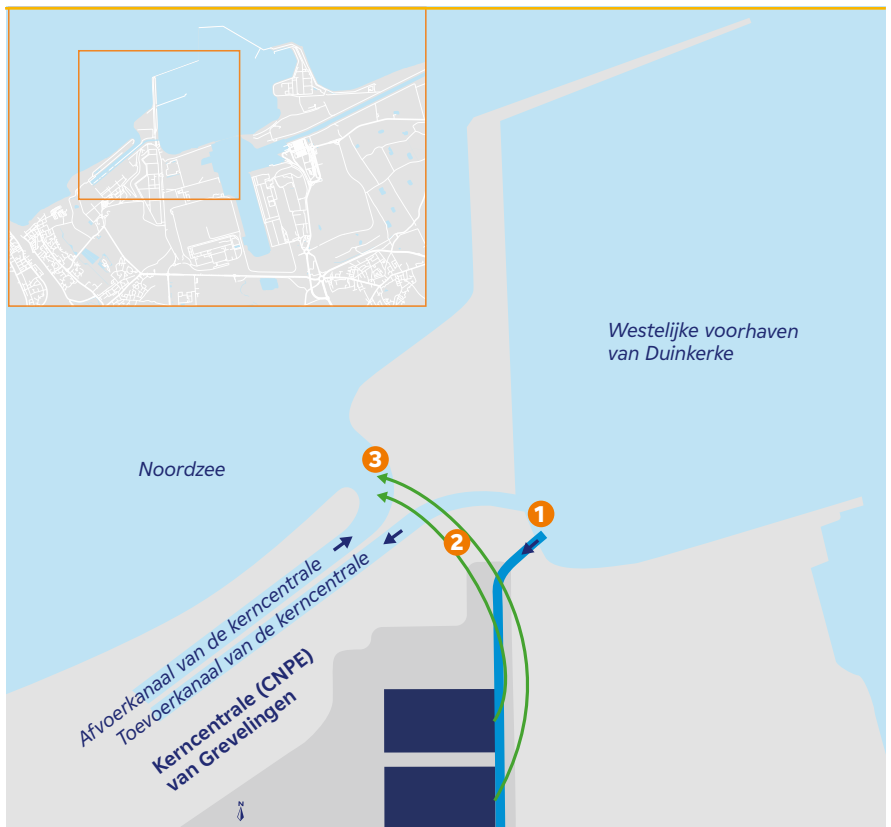 Westelijke voorhaven
van Duinkerke
Noordzee
3
1
2
Afvoerkanaal van de kerncentrale
Toevoerkanaal van de kerncentrale
Kerncentrale (CNPE)
van Grevelingen
N